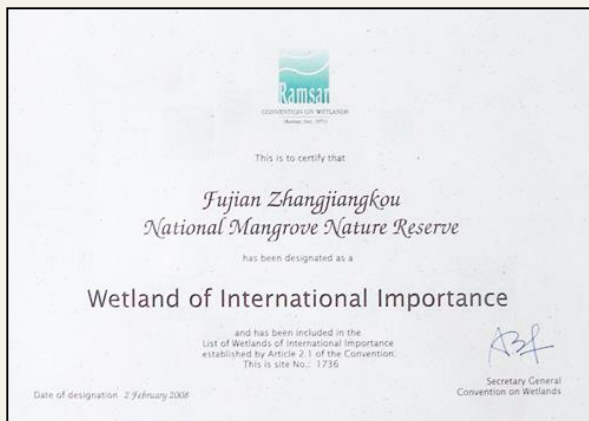 Ramsar
CONVENTION ON WETLANDS
(Ramsar, Iran, 1971)
This is to certify that
Fujian Zhangjiangkou
National Mangrove Nature Reserve
has been designated as a
Wetland of International Importance
and has been included in the
List of Wetlands of International Importance
established by Article 2.1 of the Convention.
This is site No.: 1736
Secretary General
Convention on Wetlands
Date of designation 2 February 2008